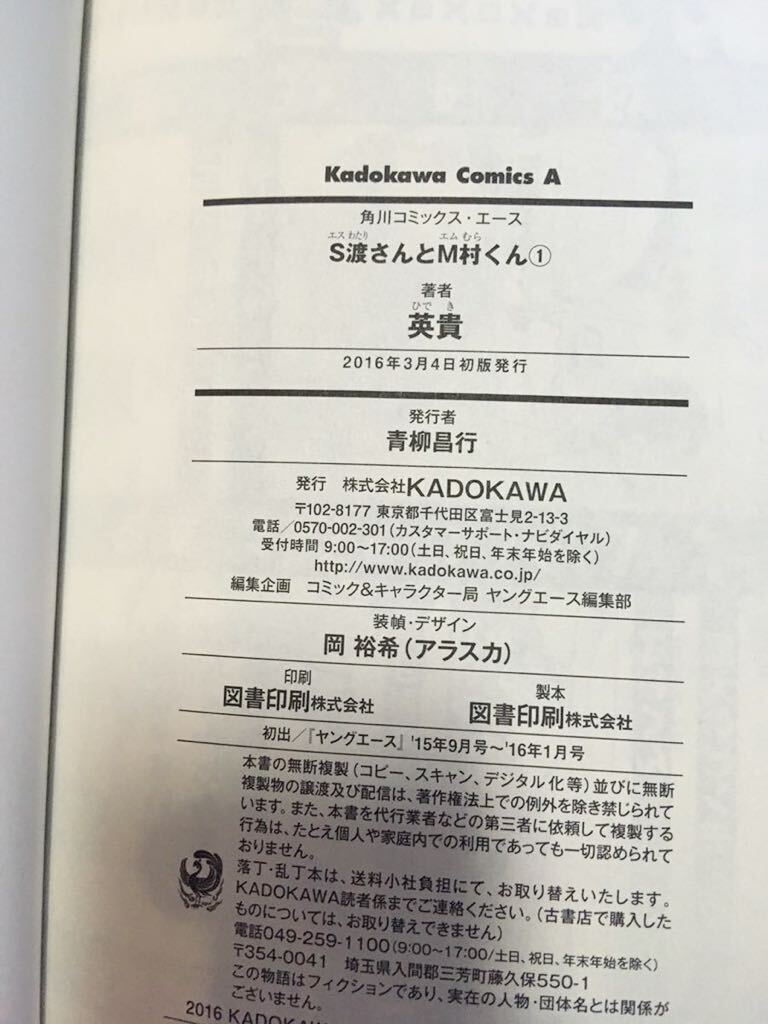 Kadokawa Comics A
角川コミックス・エース
エスわたり エムむら
S渡さんとM村くん①
著者
ひでき
英貴
2016年3月4日初版発行
発行者
青柳昌行
発行 株式会社KADOKAWA
〒102-8177 東京都千代田区富士見2-13-3
電話／0570-002-301（カスタマーサポート・ナビダイヤル）
受付時間 9:00〜17:00（土日、祝日、年末年始を除く）
http://www.kadokawa.co.jp/
編集企画 コミック&キャラクター局 ヤングエース編集部
装幀・デザイン
岡 裕希（アラスカ）
印刷
図書印刷株式会社
製本
図書印刷株式会社
初出／『ヤングエース』'15年9月号〜'16年1月号
本書の無断複製（コピー、スキャン、デジタル化等）並びに無断
複製物の譲渡及び配信は、著作権法上での例外を除き禁じられて
います。また、本書を代行業者などの第三者に依頼して複製する
行為は、たとえ個人や家庭内での利用であっても一切認められて
おりません。
落丁・乱丁本は、送料小社負担にて、お取り替えいたします。
KADOKAWA読者係までご連絡ください。（古書店で購入した
ものについては、お取り替えできません）
電話049-259-1100（9:00〜17:00/土日、祝日、年末年始を除く）
〒354-0041 埼玉県入間郡三芳町藤久保550-1
この物語はフィクションであり、実在の人物・団体名とは関係が
ございません。
2016 KADOKAWA